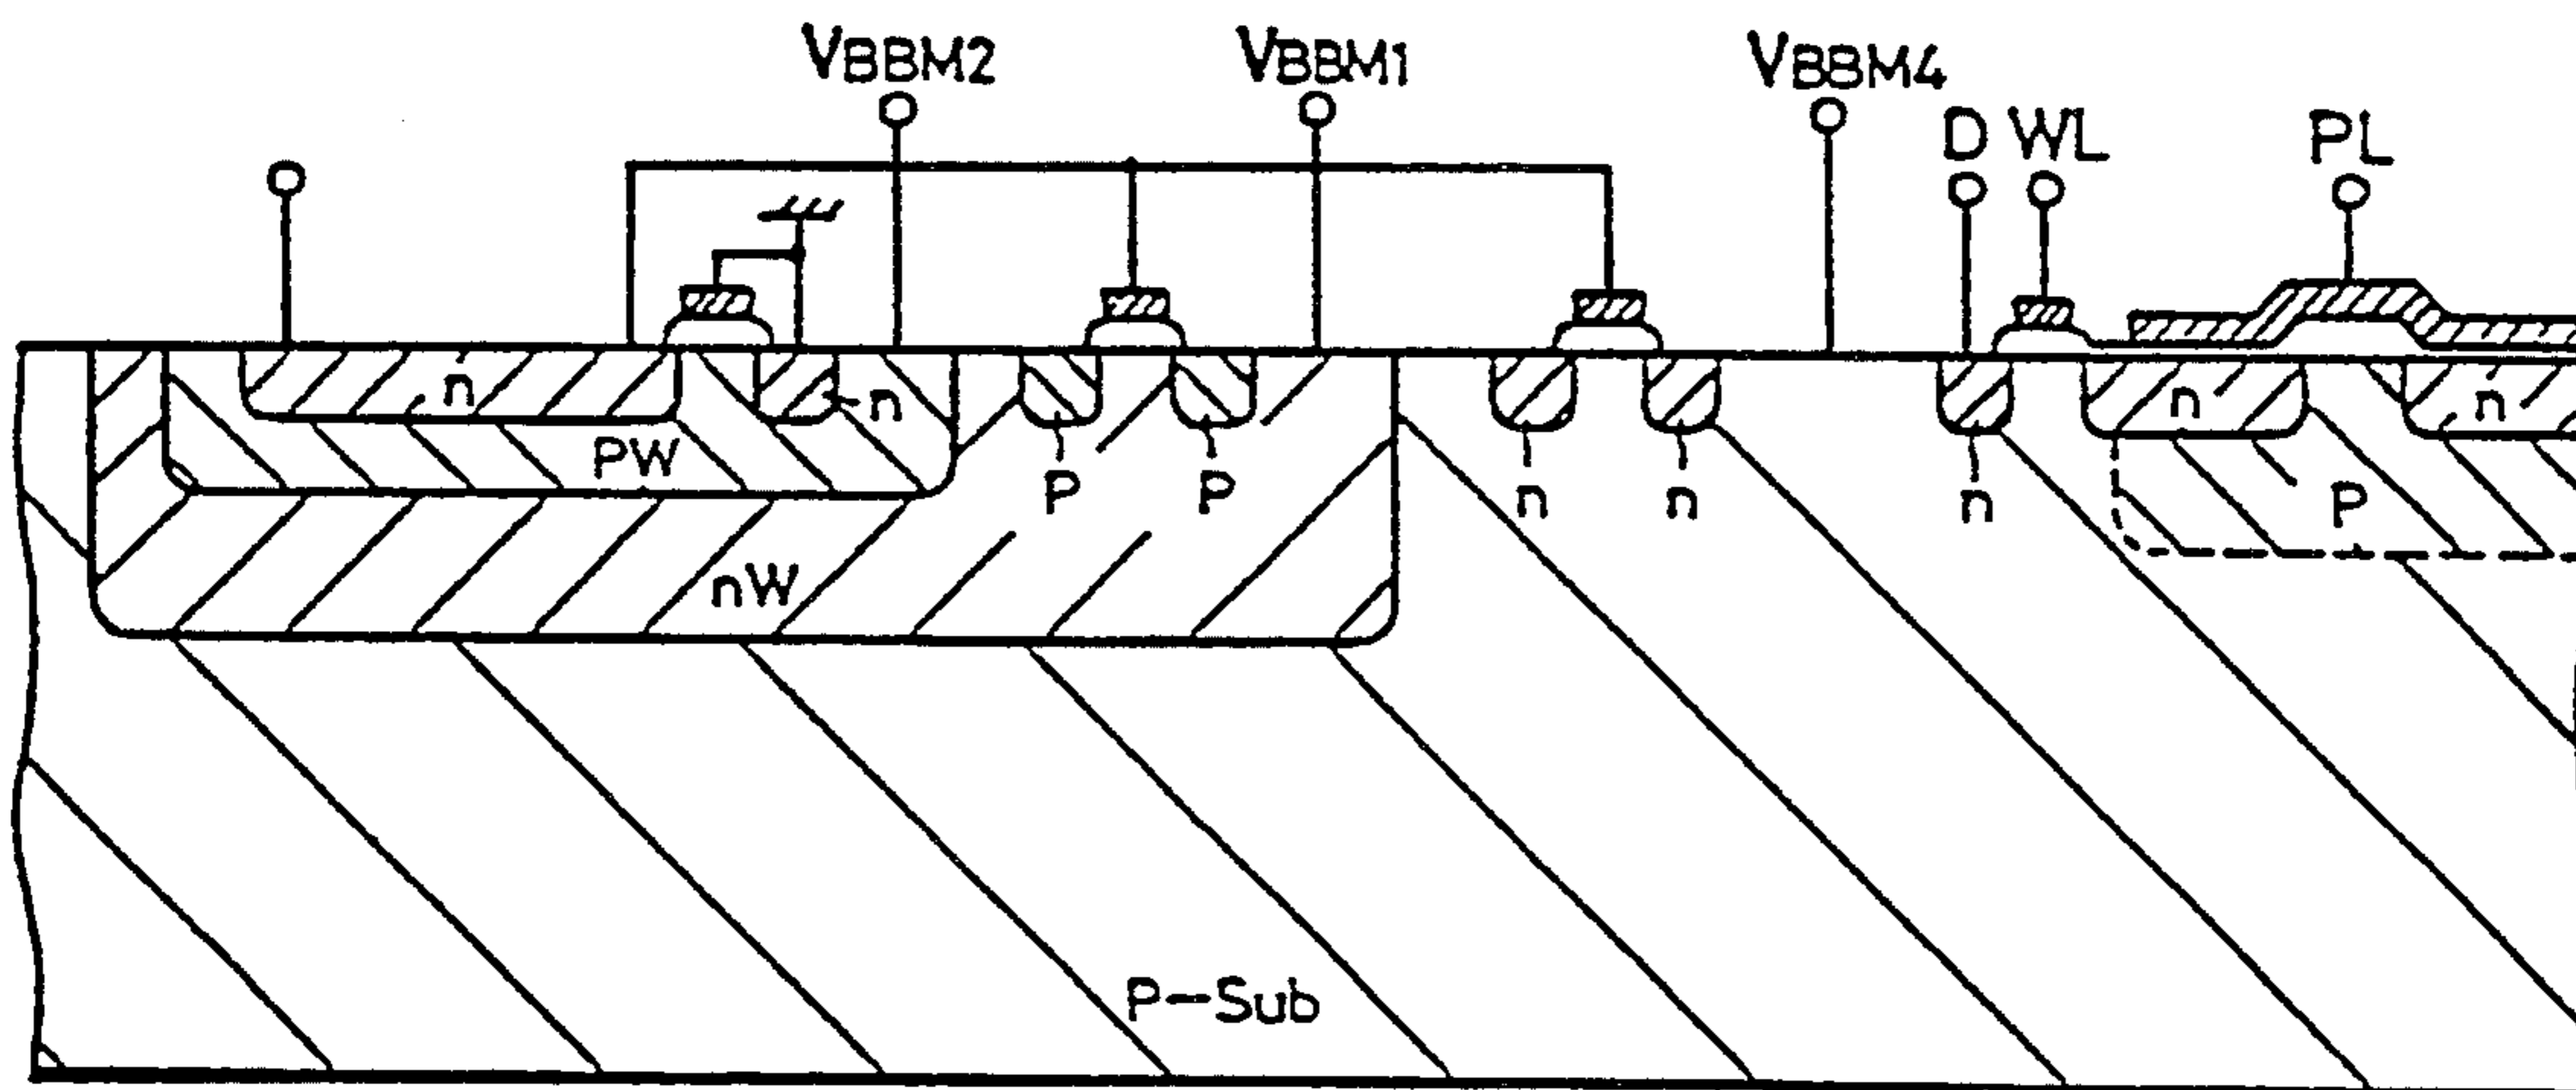 VBBM2 VBBM1 VBBM4
D WL PL
n n n n
PW P P n n n P
nW
P-Sub